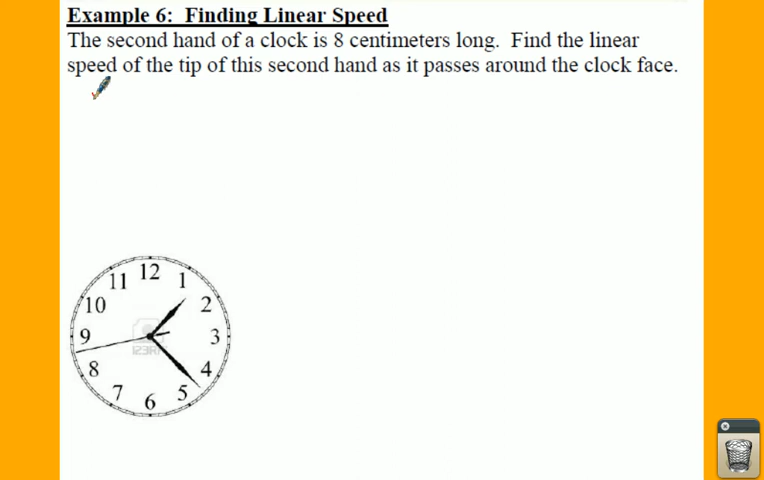 Example 6: Finding Linear Speed
The second hand of a clock is 8 centimeters long. Find the linear
speed of the tip of this second hand as it passes around the clock face.
12
11 1
10 2
9 3
8 4
7 5
6